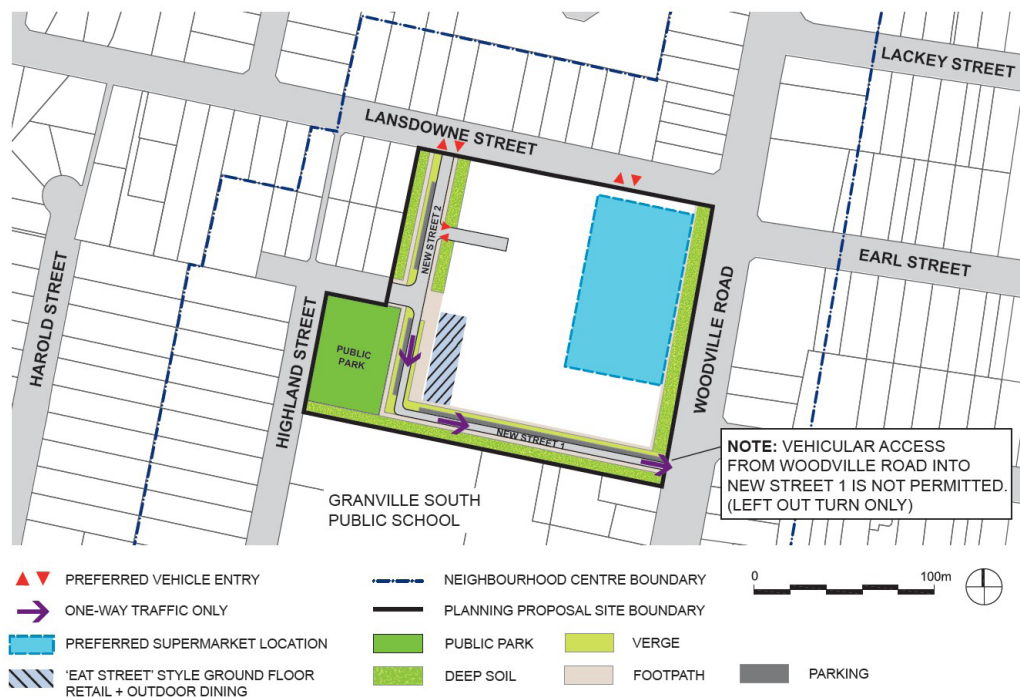 LACKEY STREET
LANSDOWNE STREET
NEW STREET 2
EARL STREET
HAROLD STREET
HIGHLAND STREET
PUBLIC
PARK
WOODVILLE ROAD
NEW STREET 1
NOTE: VEHICULAR ACCESS
FROM WOODVILLE ROAD INTO
NEW STREET 1 IS NOT PERMITTED.
(LEFT OUT TURN ONLY)
GRANVILLE SOUTH
PUBLIC SCHOOL
PREFERRED VEHICLE ENTRY
ONE-WAY TRAFFIC ONLY
PREFERRED SUPERMARKET LOCATION
'EAT STREET' STYLE GROUND FLOOR
RETAIL + OUTDOOR DINING
NEIGHBOURHOOD CENTRE BOUNDARY
PLANNING PROPOSAL SITE BOUNDARY
PUBLIC PARK
VERGE
DEEP SOIL
FOOTPATH
PARKING
0
100m